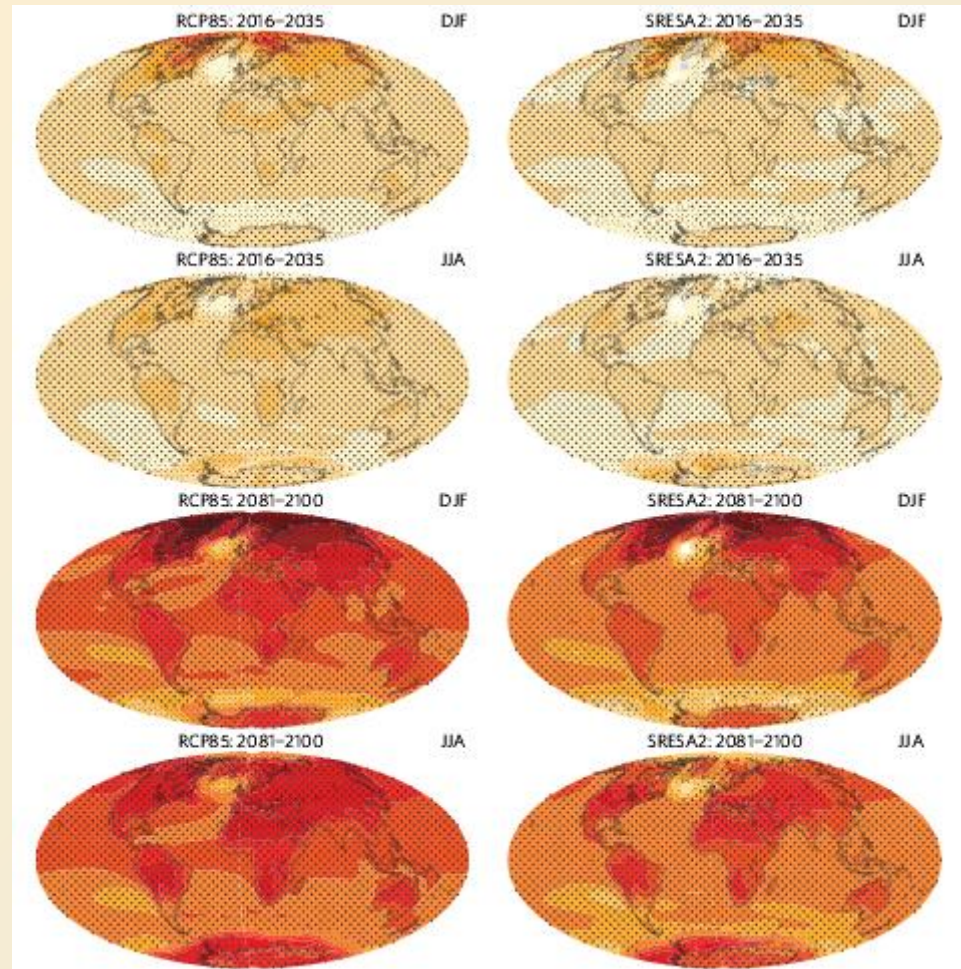 RCP85: 2016-2035 DJF SRESA2: 2016-2035 DJF
RCP85: 2016-2035 JJA SRESA2: 2016-2035 JJA
RCP85: 2081-2100 DJF SRESA2: 2081-2100 DJF
RCP85: 2081-2100 JJA SRESA2: 2081-2100 JJA